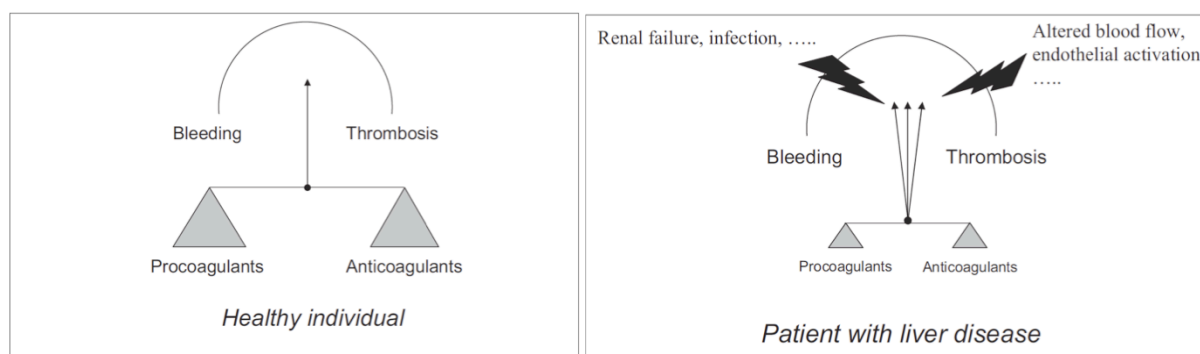 Bleeding
Thrombosis
Procoagulants
Anticoagulants
Healthy individual
Renal failure, infection, .....
Altered blood flow,
endothelial activation
.....
Bleeding
Thrombosis
Procoagulants
Anticoagulants
Patient with liver disease